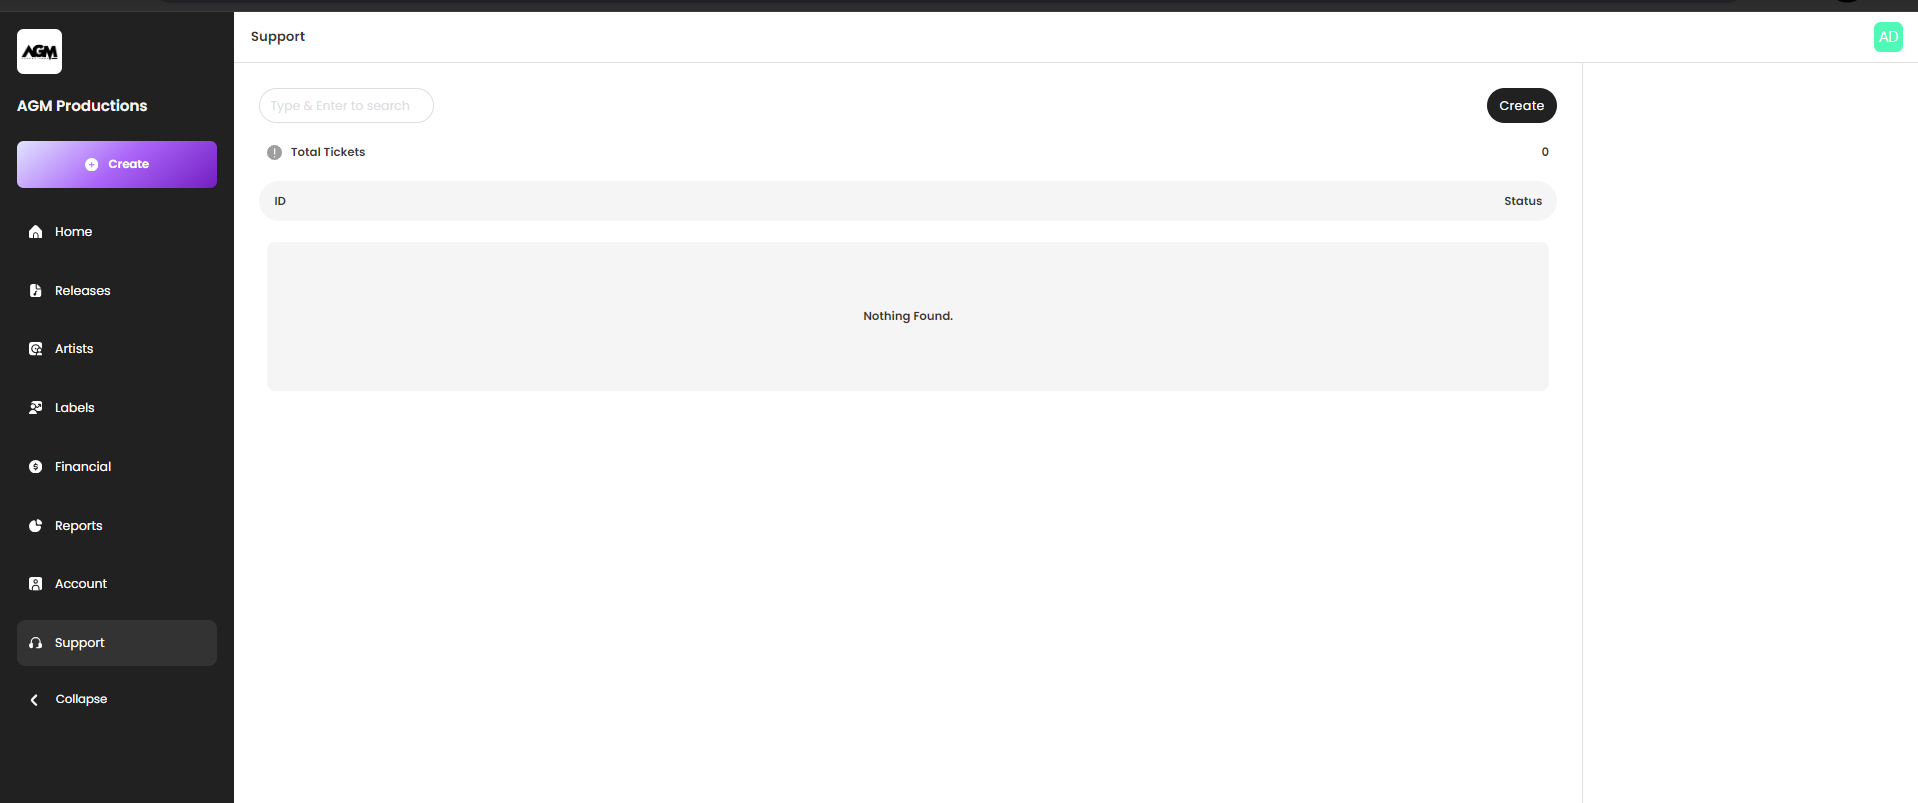 AGM
AGM Productions
Create
Home
Releases
Artists
Labels
Financial
Reports
Account
Support
Collapse
Support
AD
Type & Enter to search
Create
Total Tickets
0
ID
Status
Nothing Found.